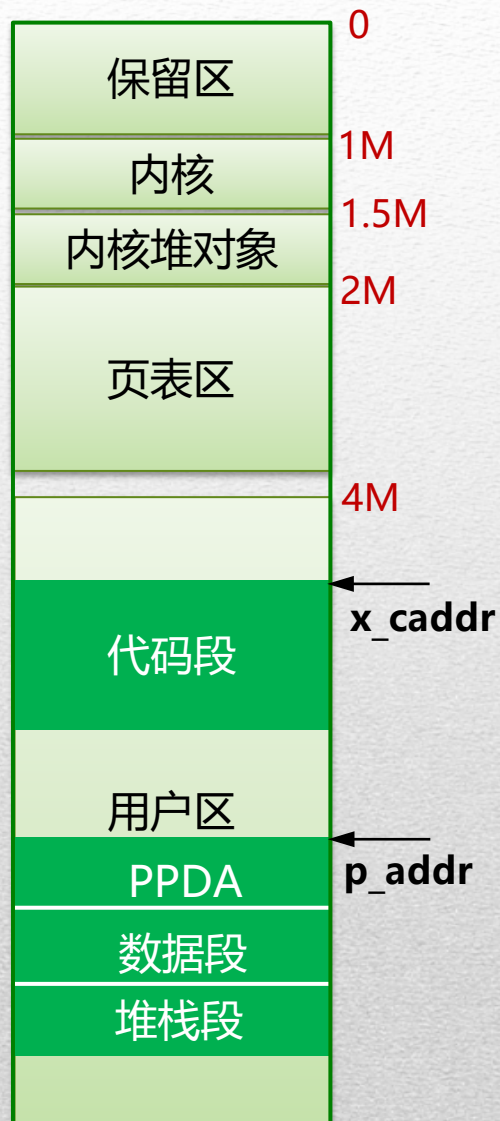 0
保留区
1M
内核
1.5M
内核堆对象
2M
页表区
4M
x_caddr
代码段
用户区
p_addr
PPDA
数据段
堆栈段